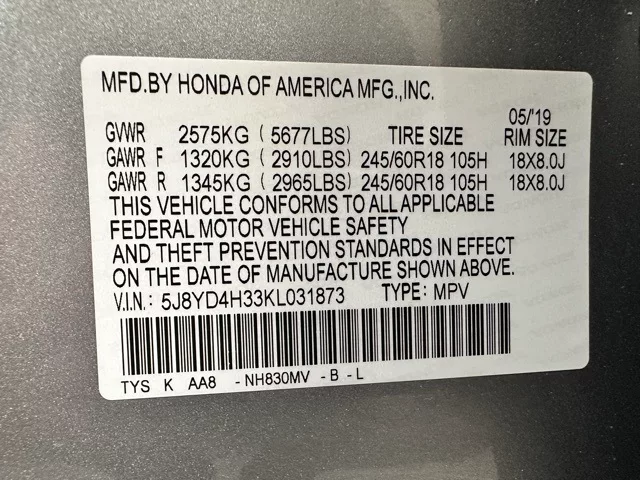 MFD.BY HONDA OF AMERICA MFG.,INC.
05/'19
GVWR 2575KG (5677LBS) TIRE SIZE RIM SIZE
GAWR F 1320KG (2910LBS) 245/60R18 105H 18X8.0J
GAWR R 1345KG (2965LBS) 245/60R18 105H 18X8.0J
THIS VEHICLE CONFORMS TO ALL APPLICABLE
FEDERAL MOTOR VEHICLE SAFETY
AND THEFT PREVENTION STANDARDS IN EFFECT
ON THE DATE OF MANUFACTURE SHOWN ABOVE.
V.I.N.: 5J8YD4H33KL031873 TYPE: MPV
TYS K AA8 -NH830MV -B -L